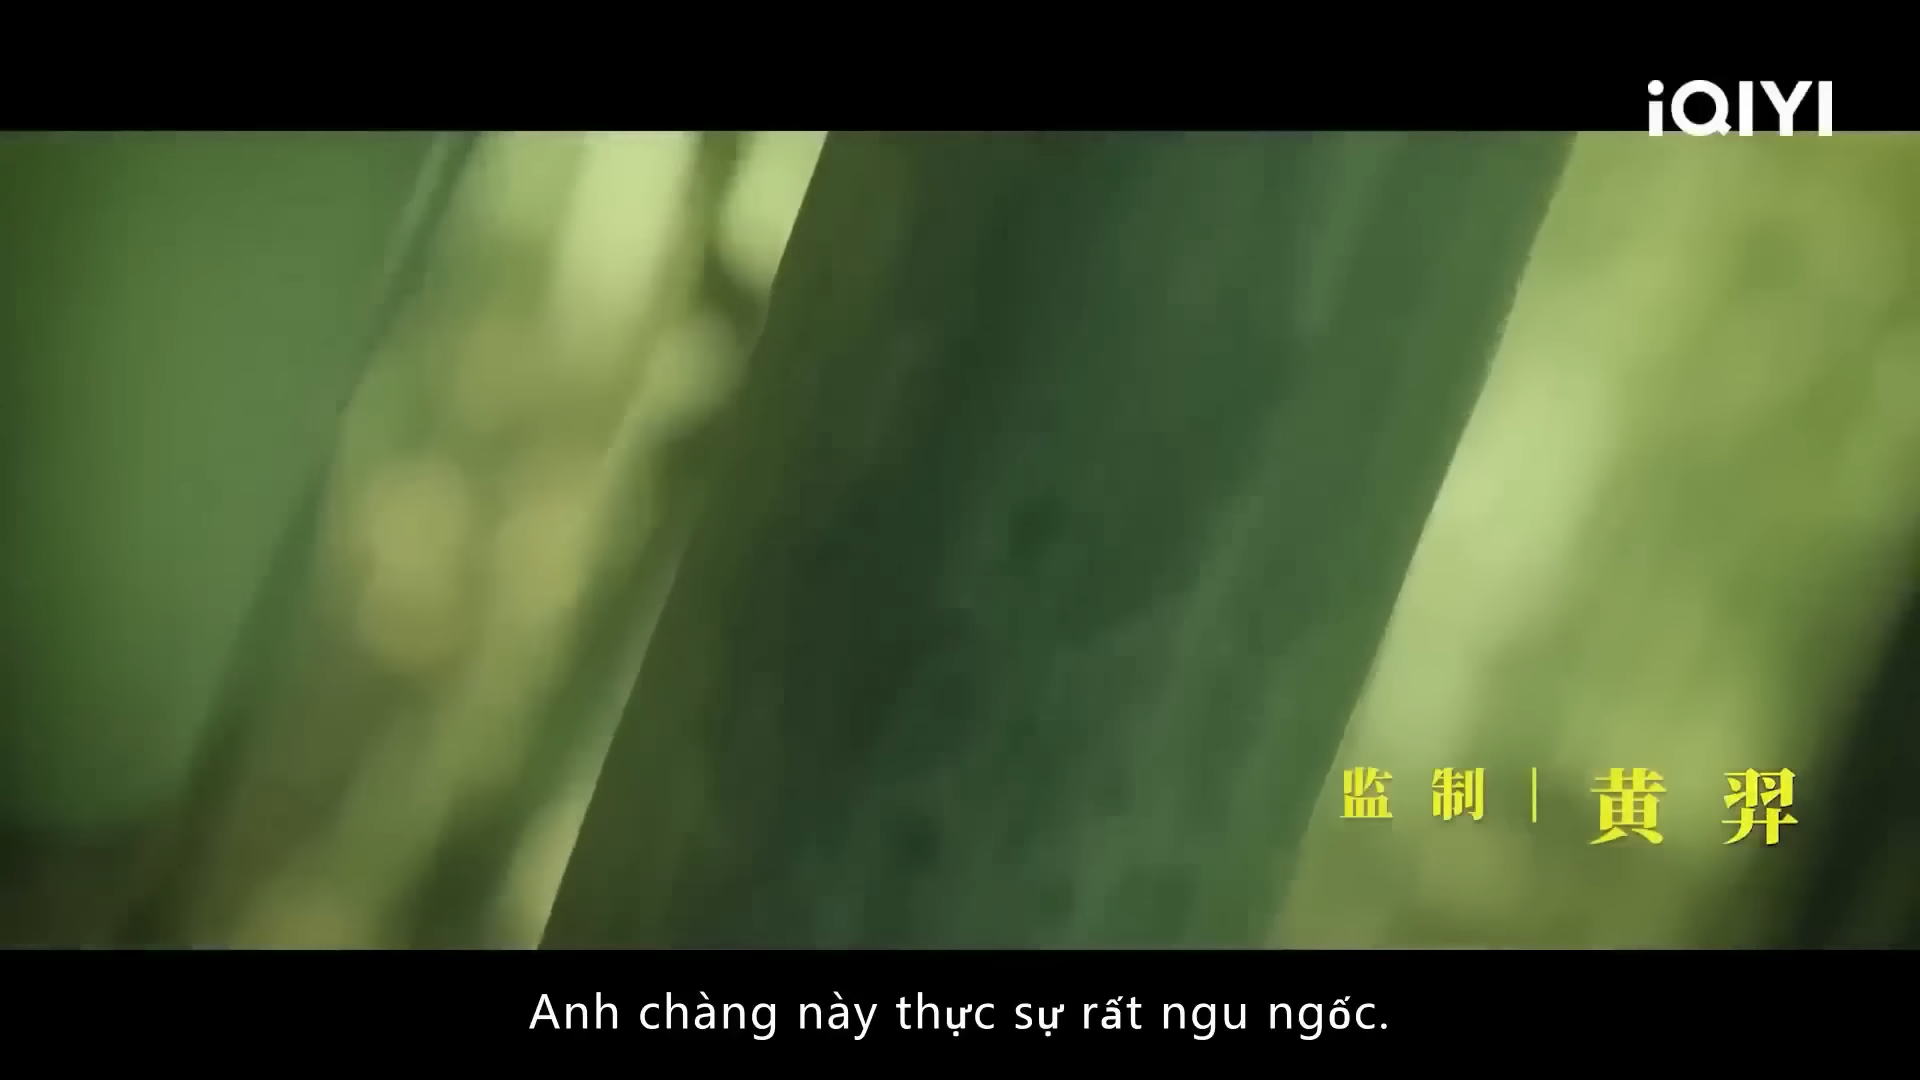 iQIYI
监 制 | 黄 羿
Anh chàng này thực sự rất ngu ngốc.